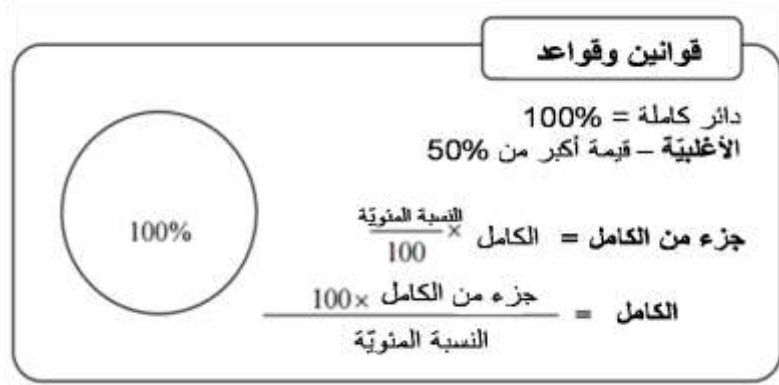 قوانين وقواعد
دائر كاملة = 100%
الأغلبيّة – قيمة أكبر من 50%
100%
جزء من الكامل = الكامل × النسبة المئويّة
100
الكامل = جزء من الكامل ×100
النسبة المئويّة